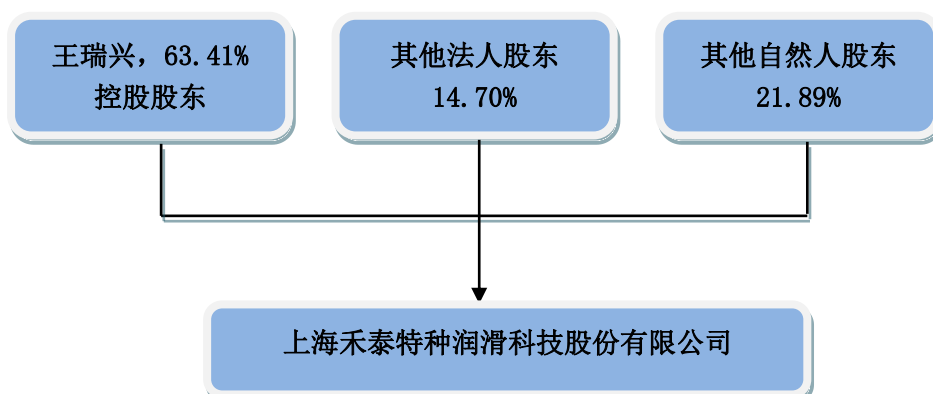 王瑞兴，63.41%
控股股东
其他法人股东
14.70%
其他自然人股东
21.89%
上海禾泰特种润滑科技股份有限公司